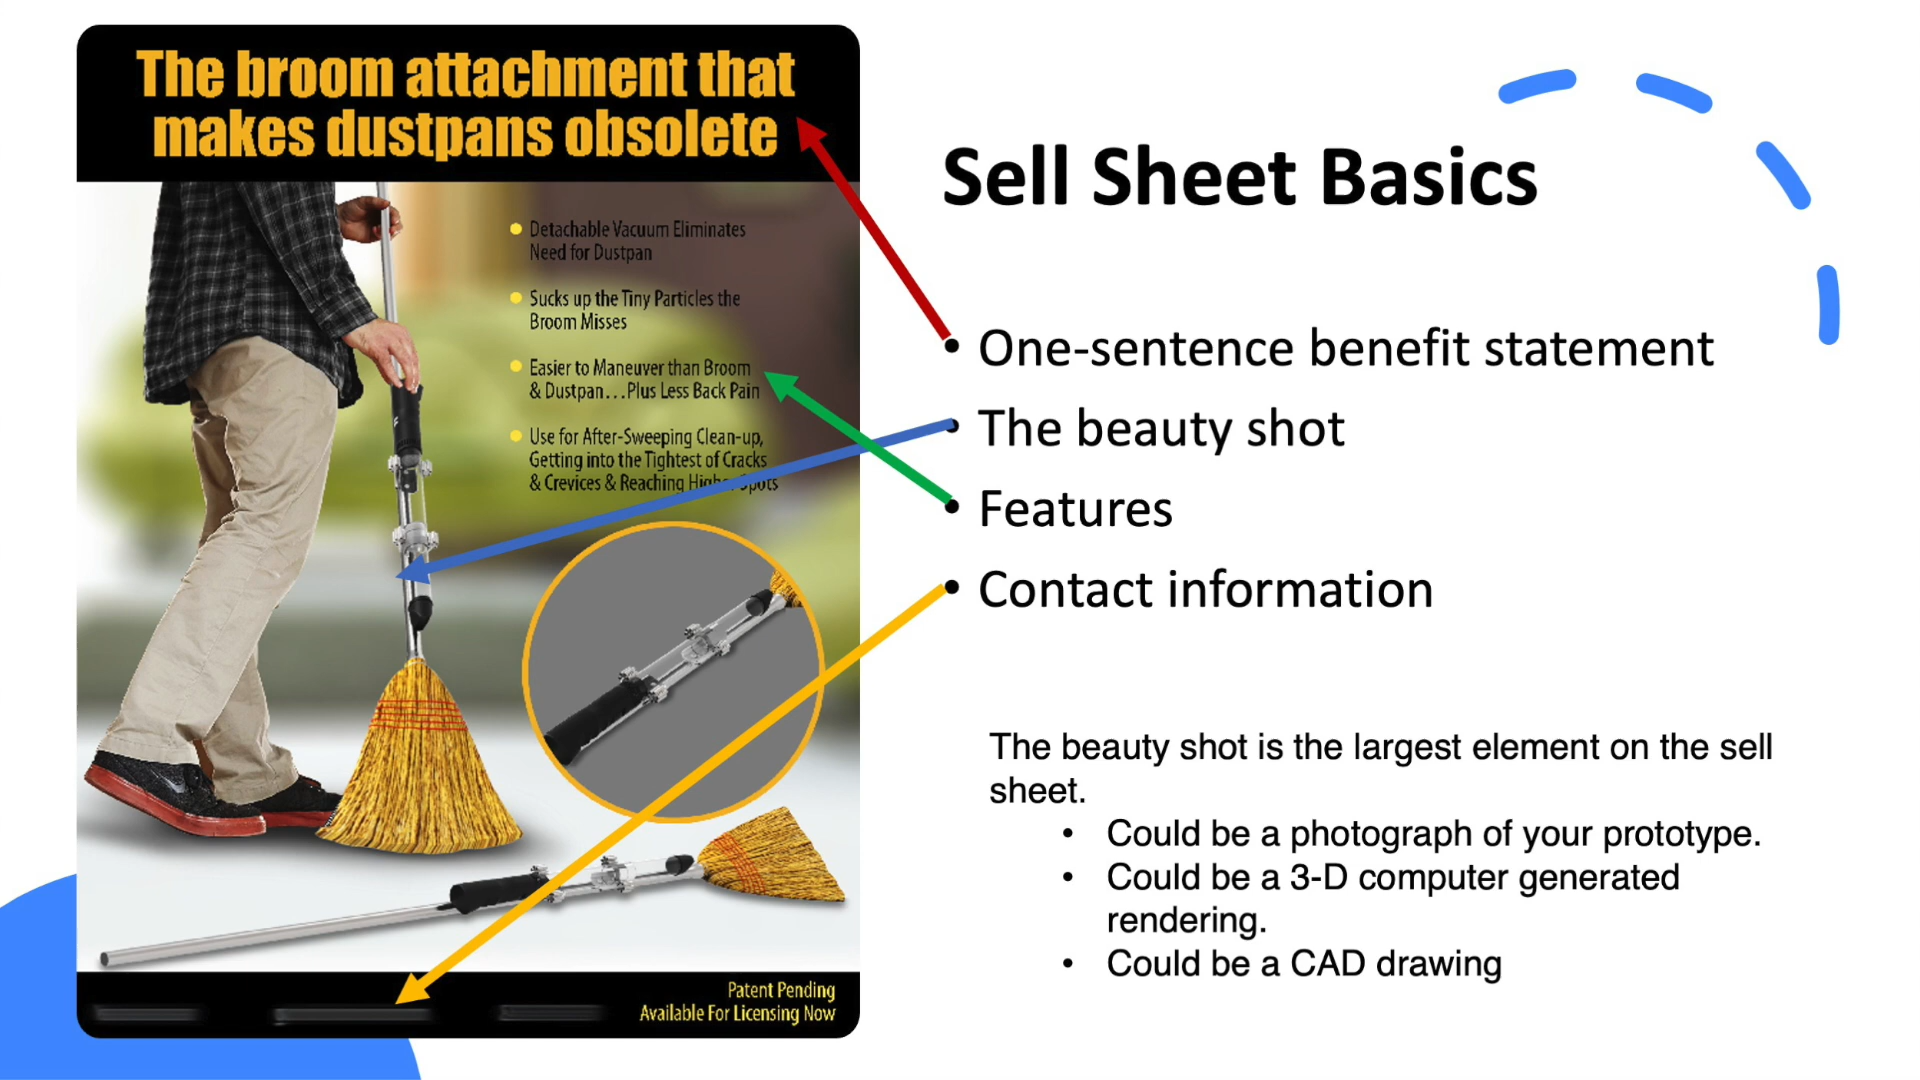 The broom attachment that
makes dustpans obsolete
Detachable Vacuum Eliminates
Need for Dustpan
Sucks up the Tiny Particles the
Broom Misses
Easier to Maneuver than Broom
& Dustpan...Plus Less Back Pain
Use for After-Sweeping Clean-up,
Getting into the Tightest of Cracks
& Crevices & Reaching Higher Spots
Patent Pending
Available For Licensing Now
Sell Sheet Basics
• One-sentence benefit statement
• The beauty shot
• Features
• Contact information
The beauty shot is the largest element on the sell
sheet.
• Could be a photograph of your prototype.
• Could be a 3-D computer generated
rendering.
• Could be a CAD drawing